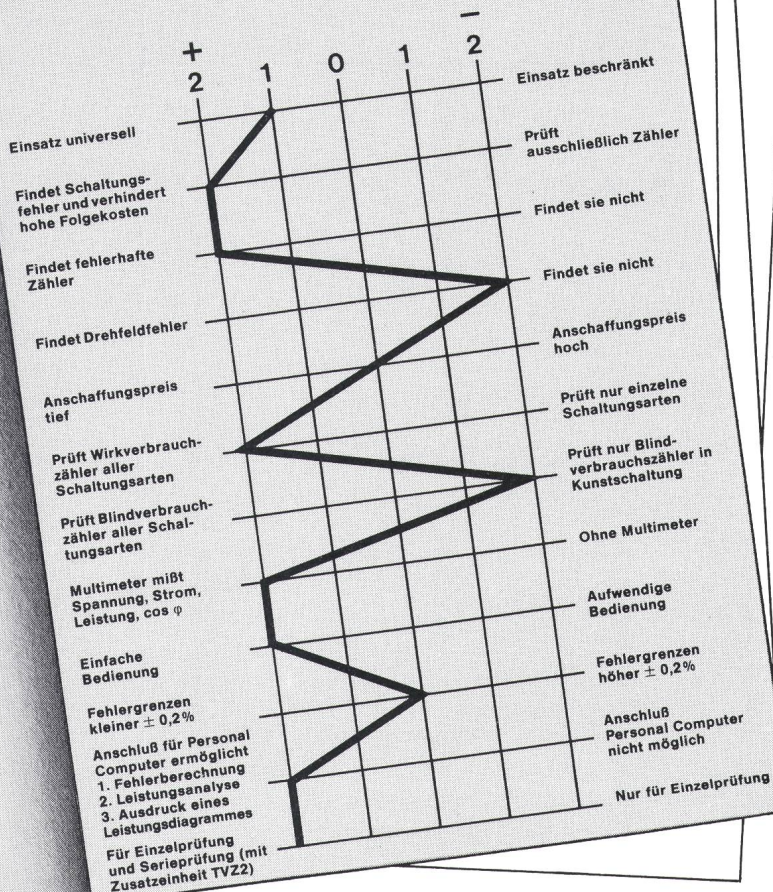 + −
2 1 0 1 2
Einsatz universell
Einsatz beschränkt
Findet Schaltungs-
fehler und verhindert
hohe Folgekosten
Prüft
ausschließlich Zähler
Findet fehlerhafte
Zähler
Findet sie nicht
Findet Drehfeldfehler
Findet sie nicht
Anschaffungspreis
tief
Anschaffungspreis
hoch
Prüft Wirkverbrauch-
zähler aller
Schaltungsarten
Prüft nur einzelne
Schaltungsarten
Prüft Blindverbrauch-
zähler aller Schal-
tungsarten
Prüft nur Blind-
verbrauchszähler in
Kunstschaltung
Multimeter mißt
Spannung, Strom,
Leistung, cos φ
Ohne Multimeter
Einfache
Bedienung
Aufwendige
Bedienung
Fehlergrenzen
kleiner ± 0,2%
Fehlergrenzen
höher ± 0,2%
Anschluß für Personal
Computer ermöglicht
1. Fehlerberechnung
2. Leistungsanalyse
3. Ausdruck eines
Leistungsdiagrammes
Anschluß
Personal Computer
nicht möglich
Für Einzelprüfung
und Serieprüfung (mit
Zusatzeinheit TVZ2)
Nur für Einzelprüfung